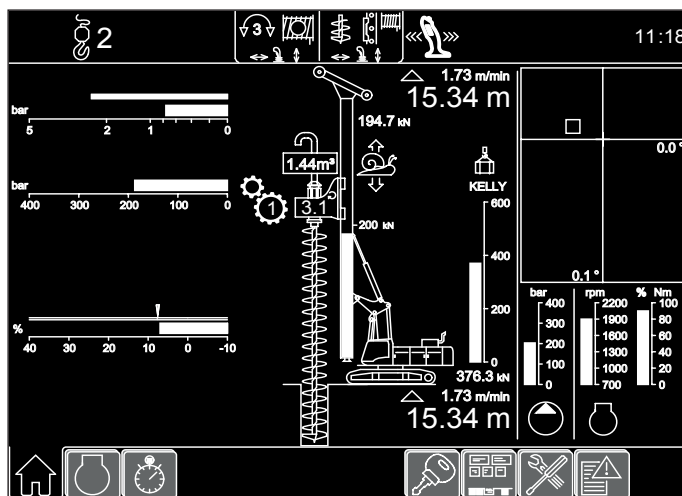 2
3
11:18
1.73 m/min
15.34 m
194.7 kN
bar
5 2 1 0
1.44m³
KELLY
0.0°
bar
400 300 200 100 0
1
3.1
200 kN
600
400
200
0
376.3 kN
0.1°
%
40 30 20 10 0 -10
bar
400
300
200
100
0
rpm
2200
1900
1600
1300
1000
700
% Nm
100
80
60
40
20
0
1.73 m/min
15.34 m